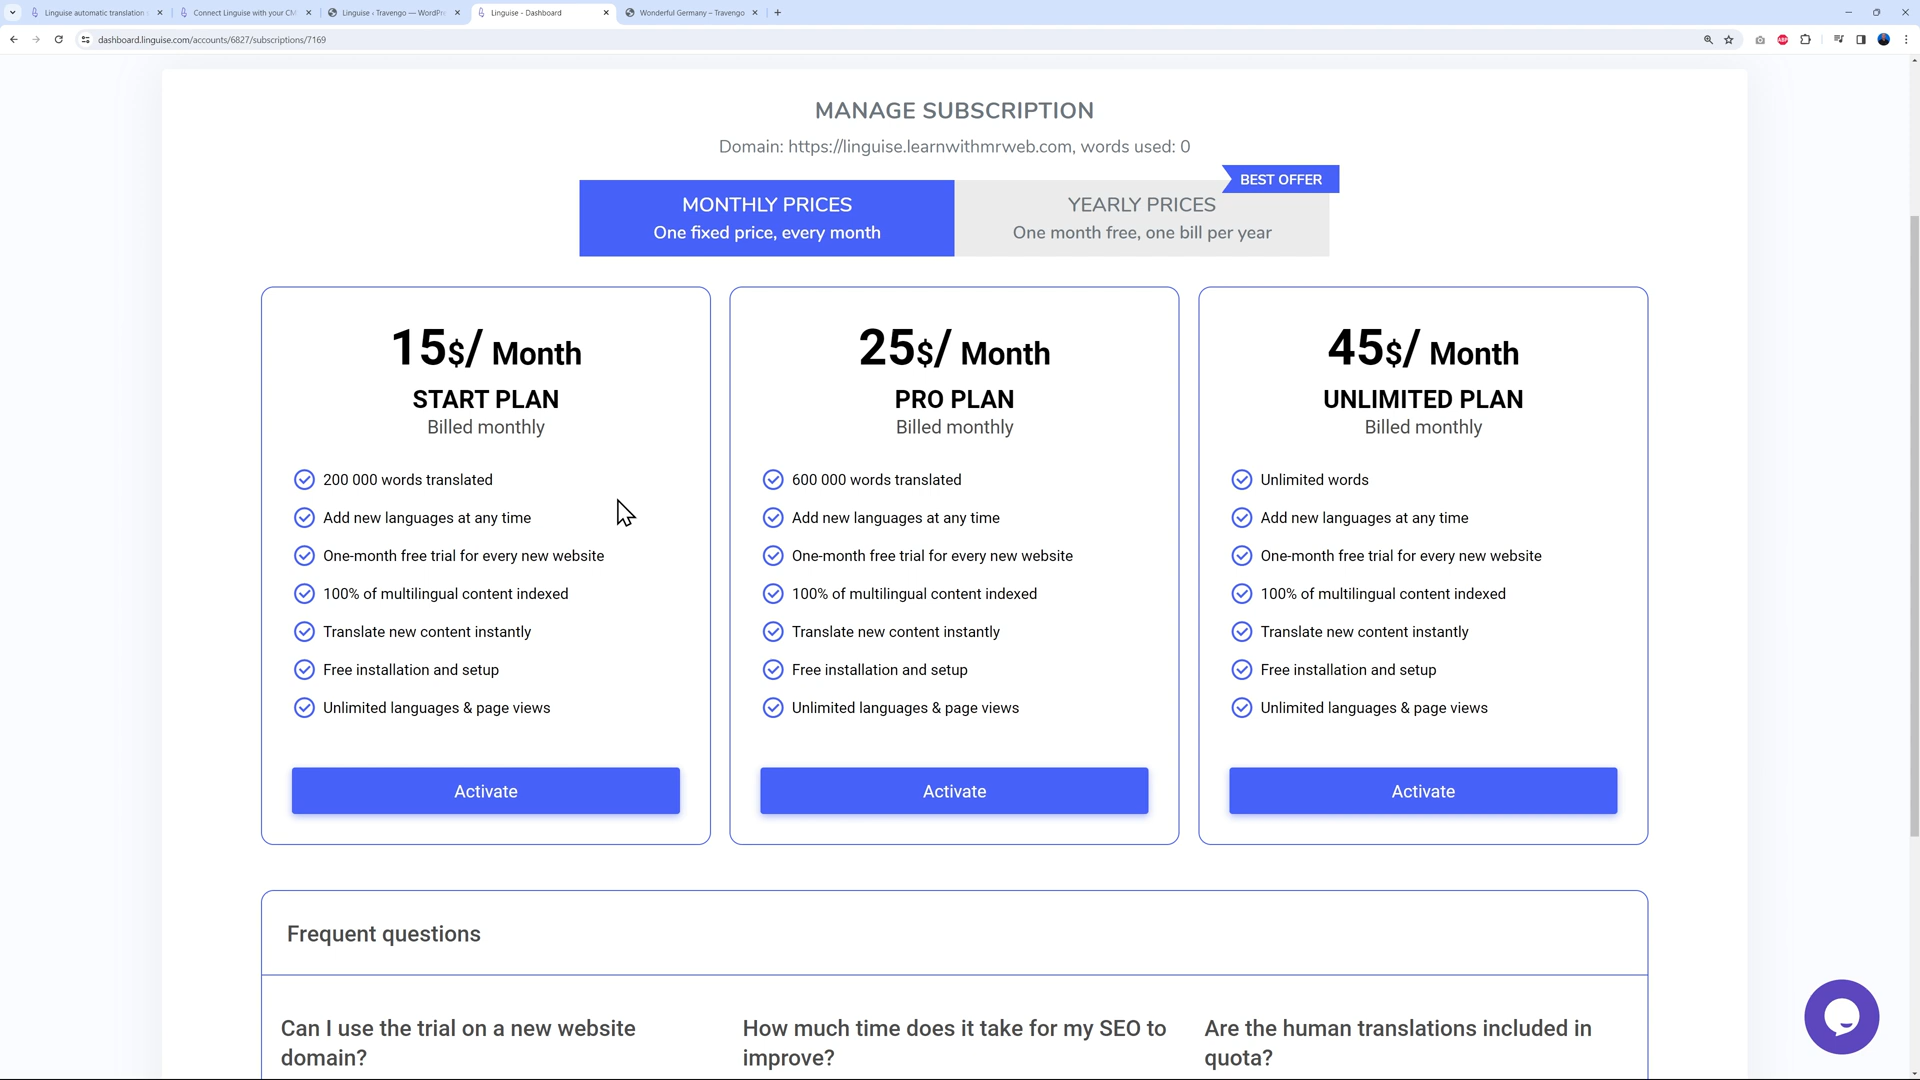 Linguise automatic translation
Connect Linguise with your CM
Linguise ‹ Travengo — WordPr
Linguise - Dashboard
Wonderful Germany – Travengo
dashboard.linguise.com/accounts/6827/subscriptions/7169
ABP
MANAGE SUBSCRIPTION
Domain: https://linguise.learnwithmrweb.com, words used: 0
BEST OFFER
MONTHLY PRICES
One fixed price, every month
YEARLY PRICES
One month free, one bill per year
15$/ Month
START PLAN
Billed monthly
200 000 words translated
Add new languages at any time
One-month free trial for every new website
100% of multilingual content indexed
Translate new content instantly
Free installation and setup
Unlimited languages & page views
Activate
25$/ Month
PRO PLAN
Billed monthly
600 000 words translated
Add new languages at any time
One-month free trial for every new website
100% of multilingual content indexed
Translate new content instantly
Free installation and setup
Unlimited languages & page views
Activate
45$/ Month
UNLIMITED PLAN
Billed monthly
Unlimited words
Add new languages at any time
One-month free trial for every new website
100% of multilingual content indexed
Translate new content instantly
Free installation and setup
Unlimited languages & page views
Activate
Frequent questions
Can I use the trial on a new website
domain?
How much time does it take for my SEO to
improve?
Are the human translations included in
quota?